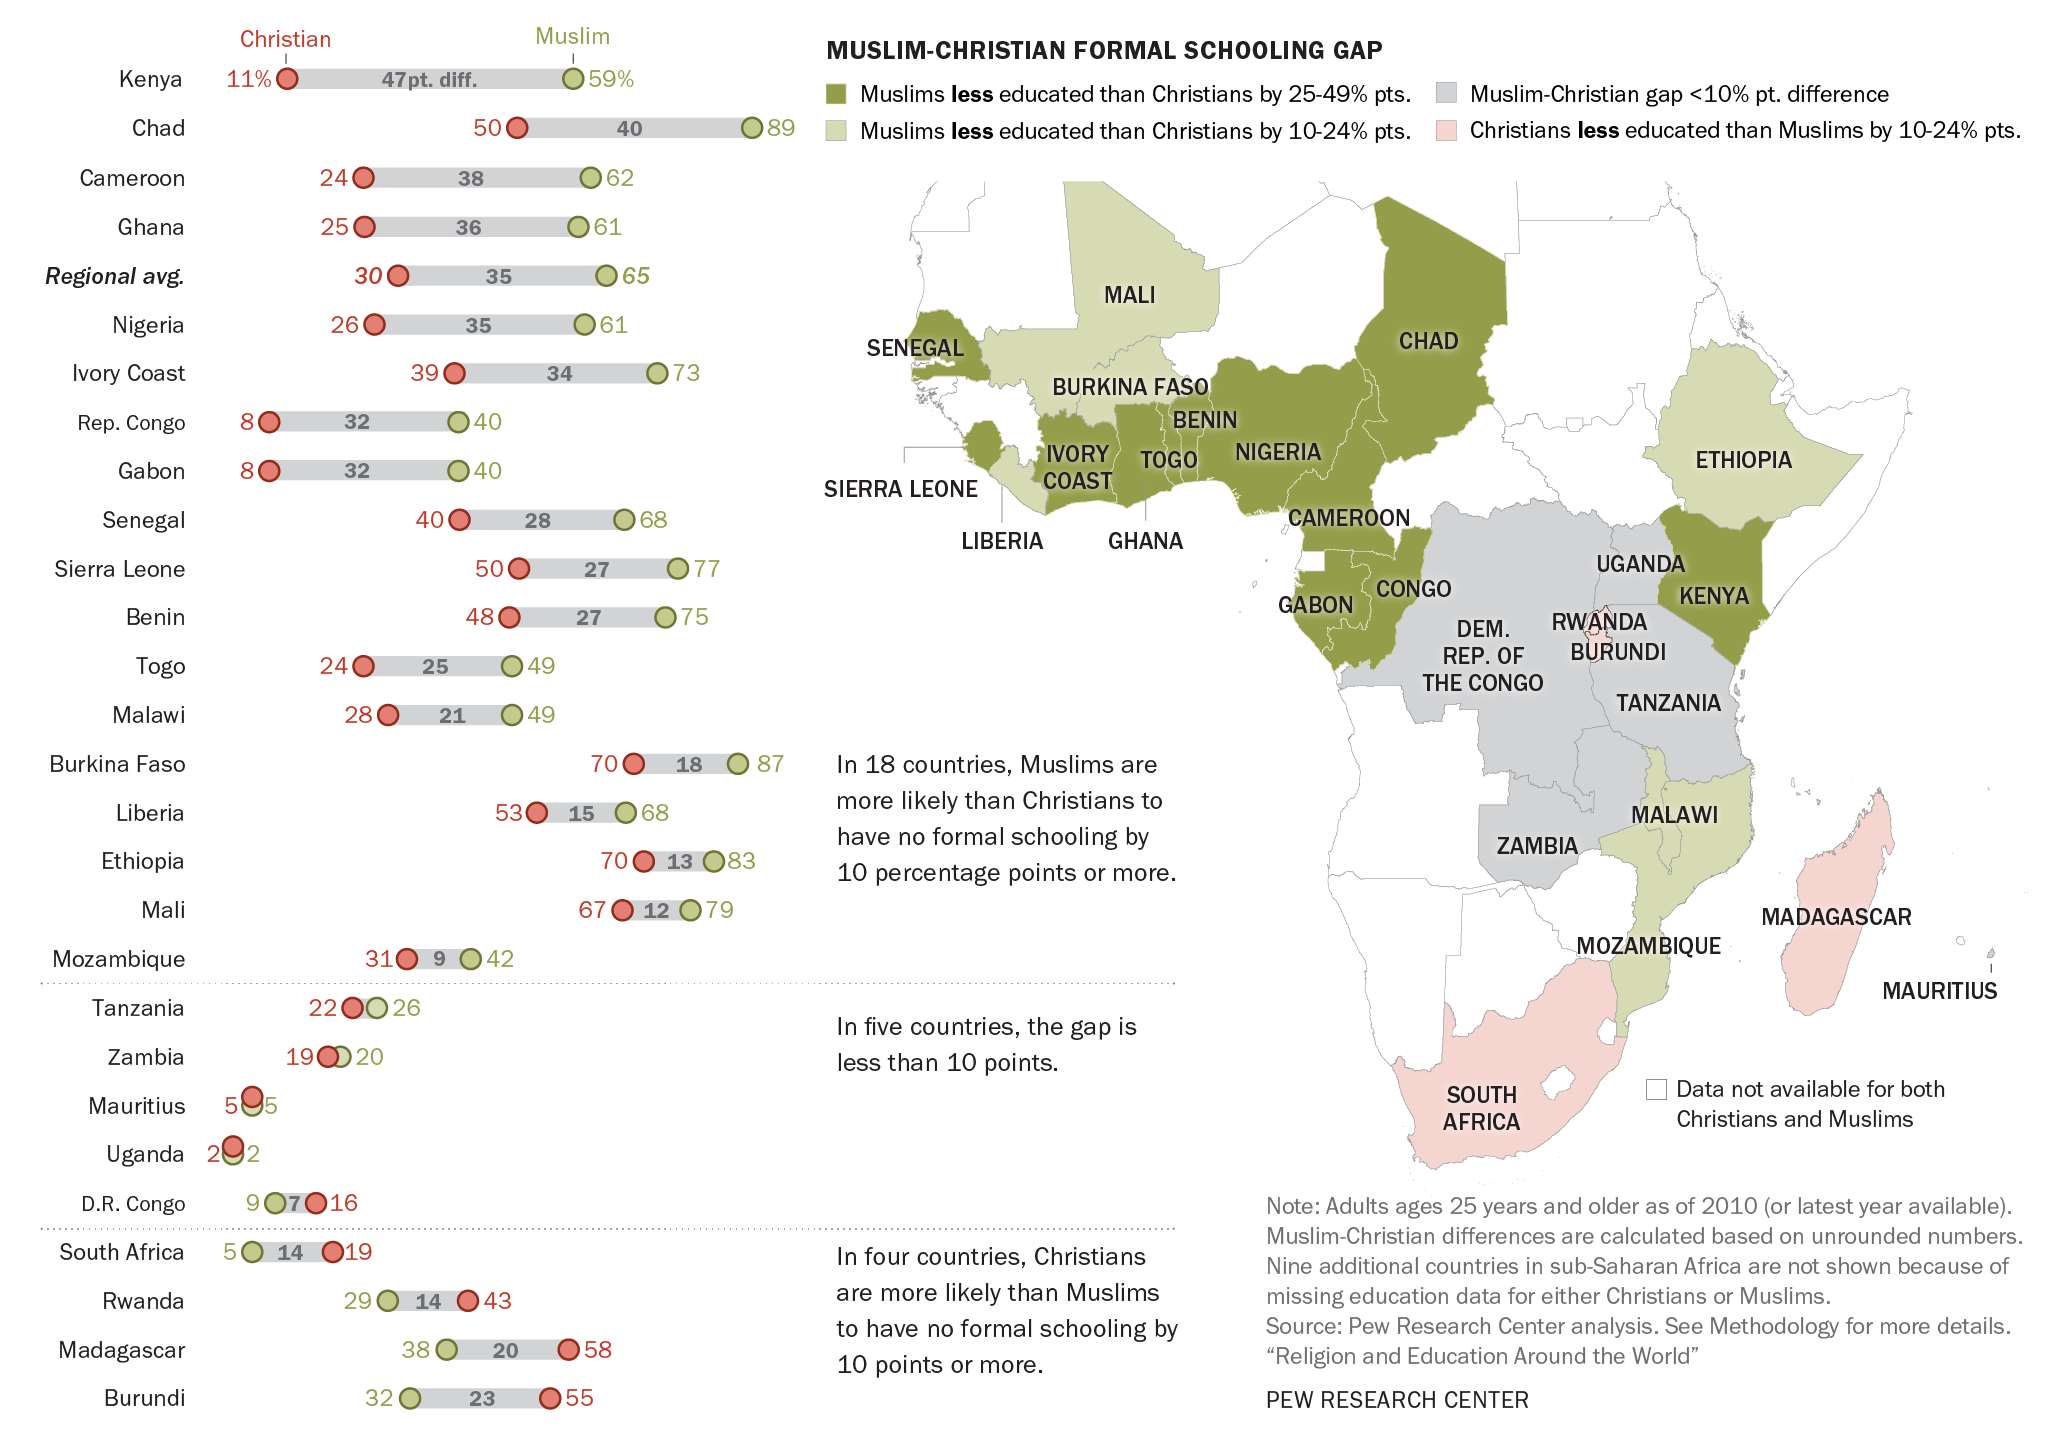 Christian
Muslim
Kenya 11% 47pt. diff. 59%
Chad 50 40 89
Cameroon 24 38 62
Ghana 25 36 61
Regional avg. 30 35 65
Nigeria 26 35 61
Ivory Coast 39 34 73
Rep. Congo 8 32 40
Gabon 8 32 40
Senegal 40 28 68
Sierra Leone 50 27 77
Benin 48 27 75
Togo 24 25 49
Malawi 28 21 49
Burkina Faso 70 18 87
Liberia 53 15 68
Ethiopia 70 13 83
Mali 67 12 79
Mozambique 31 9 42
Tanzania 22 26
Zambia 19 20
Mauritius 5 5
Uganda 2 2
D.R. Congo 9 7 16
South Africa 5 14 19
Rwanda 29 14 43
Madagascar 38 20 58
Burundi 32 23 55
In 18 countries, Muslims are
more likely than Christians to
have no formal schooling by
10 percentage points or more.
In five countries, the gap is
less than 10 points.
In four countries, Christians
are more likely than Muslims
to have no formal schooling by
10 points or more.
MUSLIM-CHRISTIAN FORMAL SCHOOLING GAP
Muslims less educated than Christians by 25-49% pts.
Muslims less educated than Christians by 10-24% pts.
Muslim-Christian gap <10% pt. difference
Christians less educated than Muslims by 10-24% pts.
MALI
SENEGAL
CHAD
BURKINA FASO
BENIN
NIGERIA
IVORY
COAST
TOGO
ETHIOPIA
SIERRA LEONE
CAMEROON
LIBERIA
GHANA
UGANDA
KENYA
CONGO
GABON
RWANDA
DEM.
REP. OF
THE CONGO
BURUNDI
TANZANIA
MALAWI
ZAMBIA
MADAGASCAR
MOZAMBIQUE
MAURITIUS
SOUTH
AFRICA
Data not available for both
Christians and Muslims
Note: Adults ages 25 years and older as of 2010 (or latest year available).
Muslim-Christian differences are calculated based on unrounded numbers.
Nine additional countries in sub-Saharan Africa are not shown because of
missing education data for either Christians or Muslims.
Source: Pew Research Center analysis. See Methodology for more details.
“Religion and Education Around the World”
PEW RESEARCH CENTER